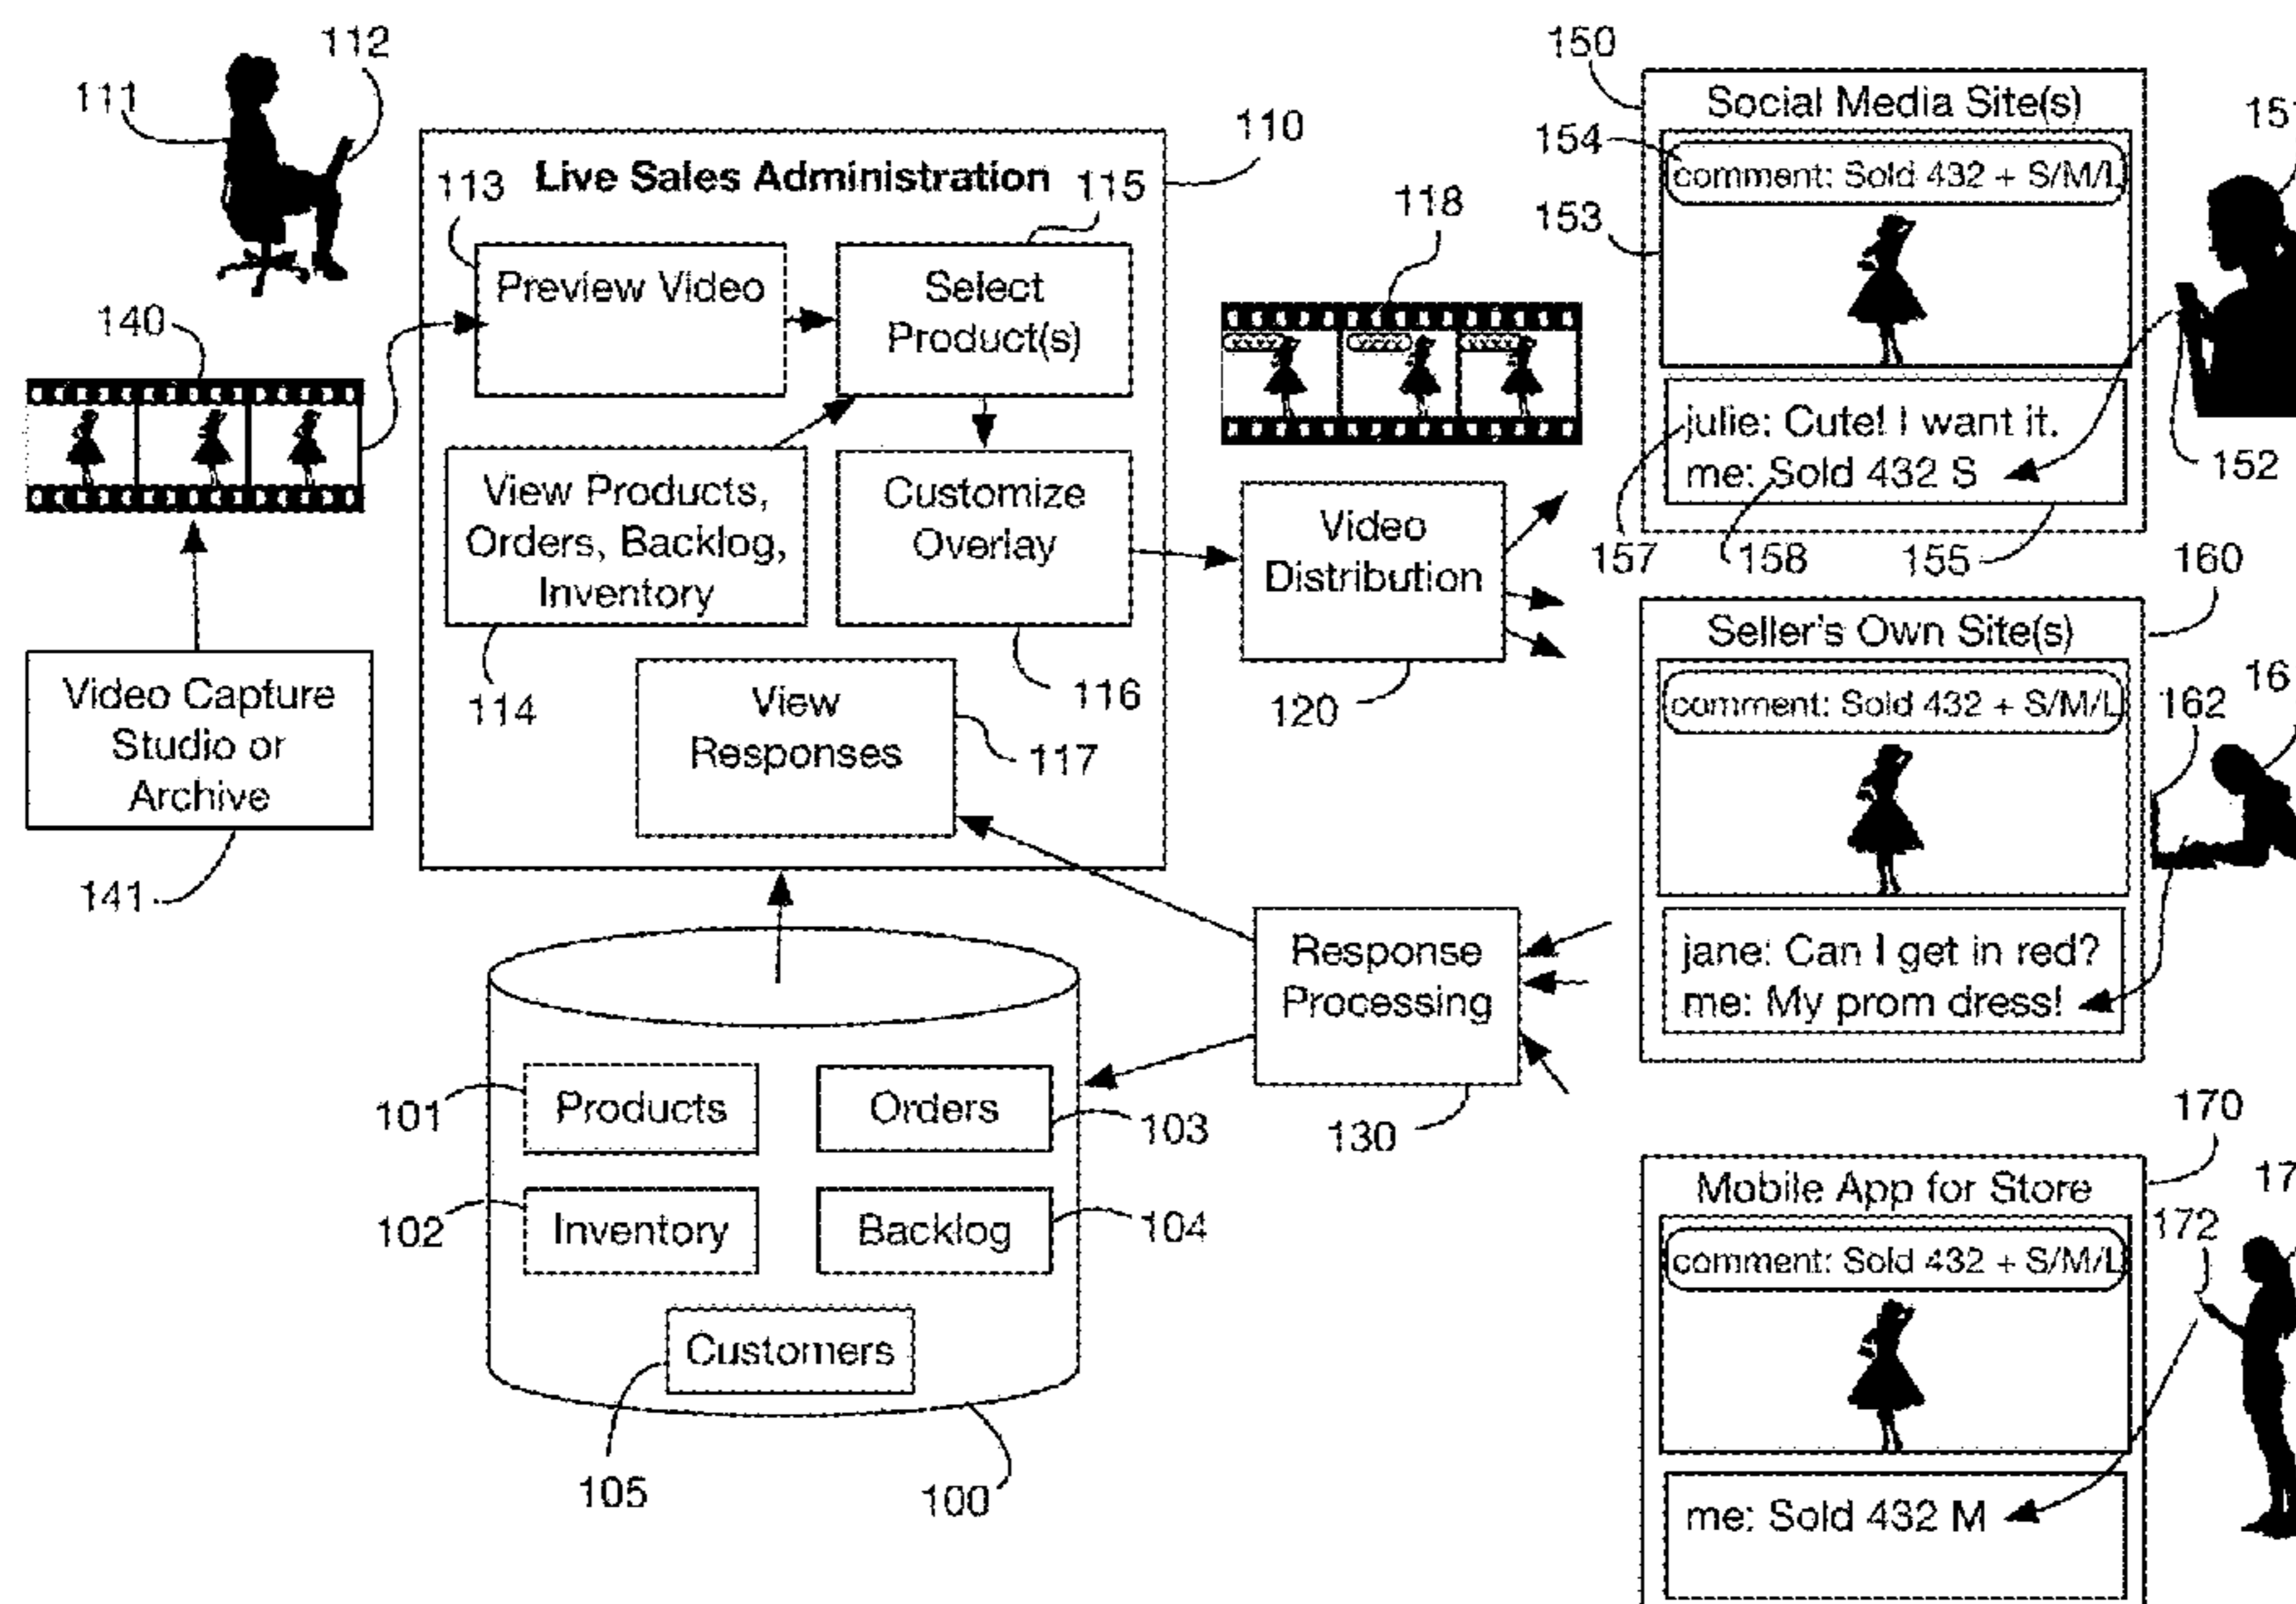 112
111
140
Video Capture
Studio or
Archive
141
110
Live Sales Administration
113
115
Preview Video
Select
Product(s)
View Products,
Orders, Backlog,
Inventory
Customize
Overlay
114
116
View
Responses
117
118
Video
Distribution
120
Response
Processing
130
101
Products
Orders
103
102
Inventory
Backlog
104
Customers
105
100
150
Social Media Site(s)
154
comment: Sold 432 + S/M/L
153
julie: Cute! I want it.
me: Sold 432 S
152
157
158
155
160
Seller's Own Site(s)
comment: Sold 432 + S/M/L
162
jane: Can I get in red?
me: My prom dress!
170
Mobile App for Store
172
comment: Sold 432 + S/M/L
me: Sold 432 M